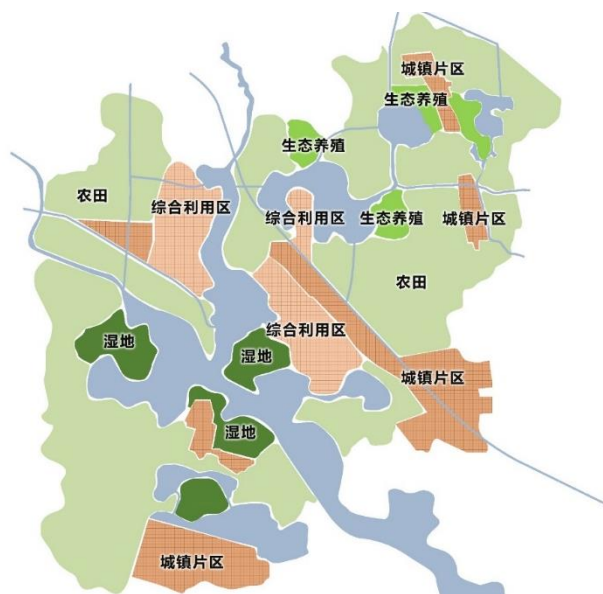 城镇片区
生态养殖
生态养殖
农田
综合利用区
综合利用区
生态养殖
城镇片区
农田
综合利用区
湿地
湿地
城镇片区
湿地
城镇片区